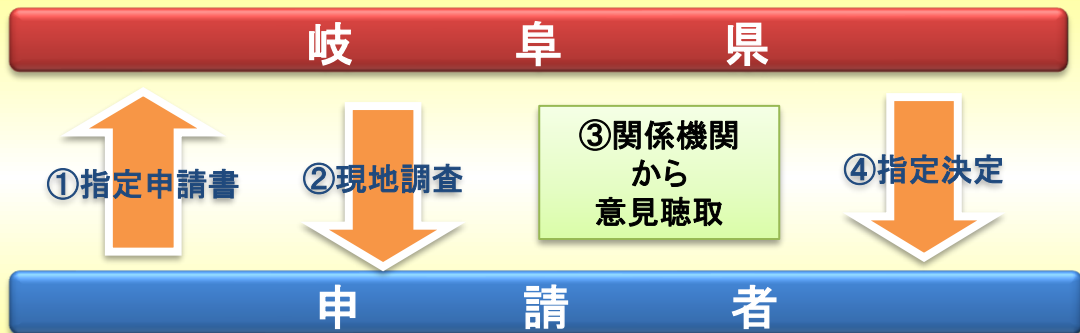 岐阜県
①指定申請書
②現地調査
③関係機関
から
意見聴取
④指定決定
申請者